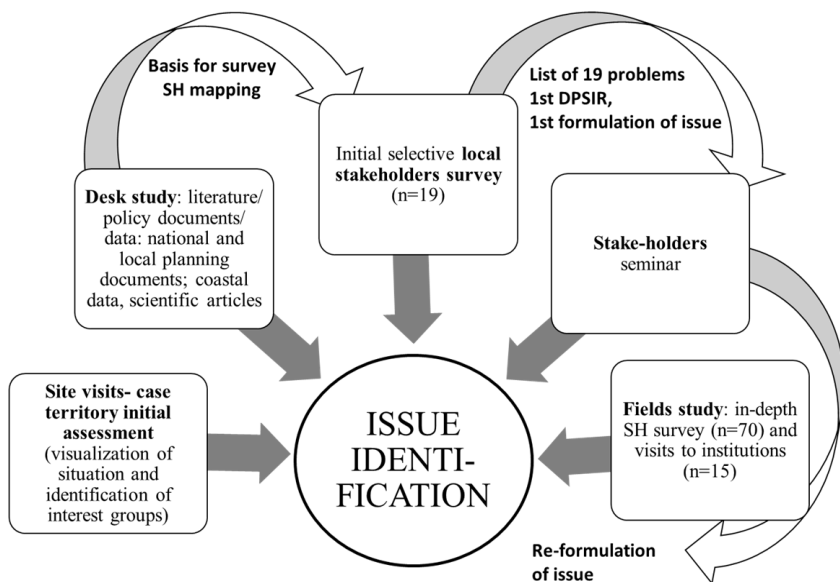 Basis for survey
SH mapping
List of 19 problems
1st DPSIR,
1st formulation of issue
Initial selective local
stakeholders survey
(n=19)
Desk study: literature/
policy documents/
data: national and
local planning
documents; coastal
data, scientific articles
Stake-holders
seminar
Site visits- case
territory initial
assessment
(visualization of
situation and
identification of
interest groups)
ISSUE
IDENTI-
FICATION
Fields study: in-depth
SH survey (n=70) and
visits to institutions
(n=15)
Re-formulation
of issue